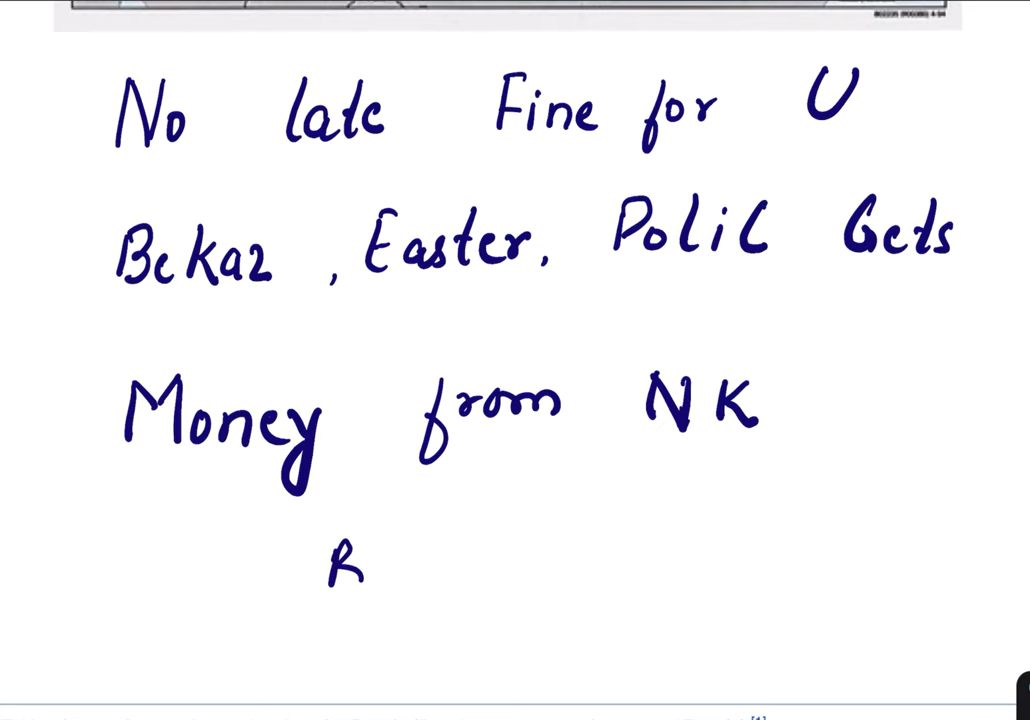 No late Fine for U
Bekaz , Easter, Polic Gets
Money from NK
R